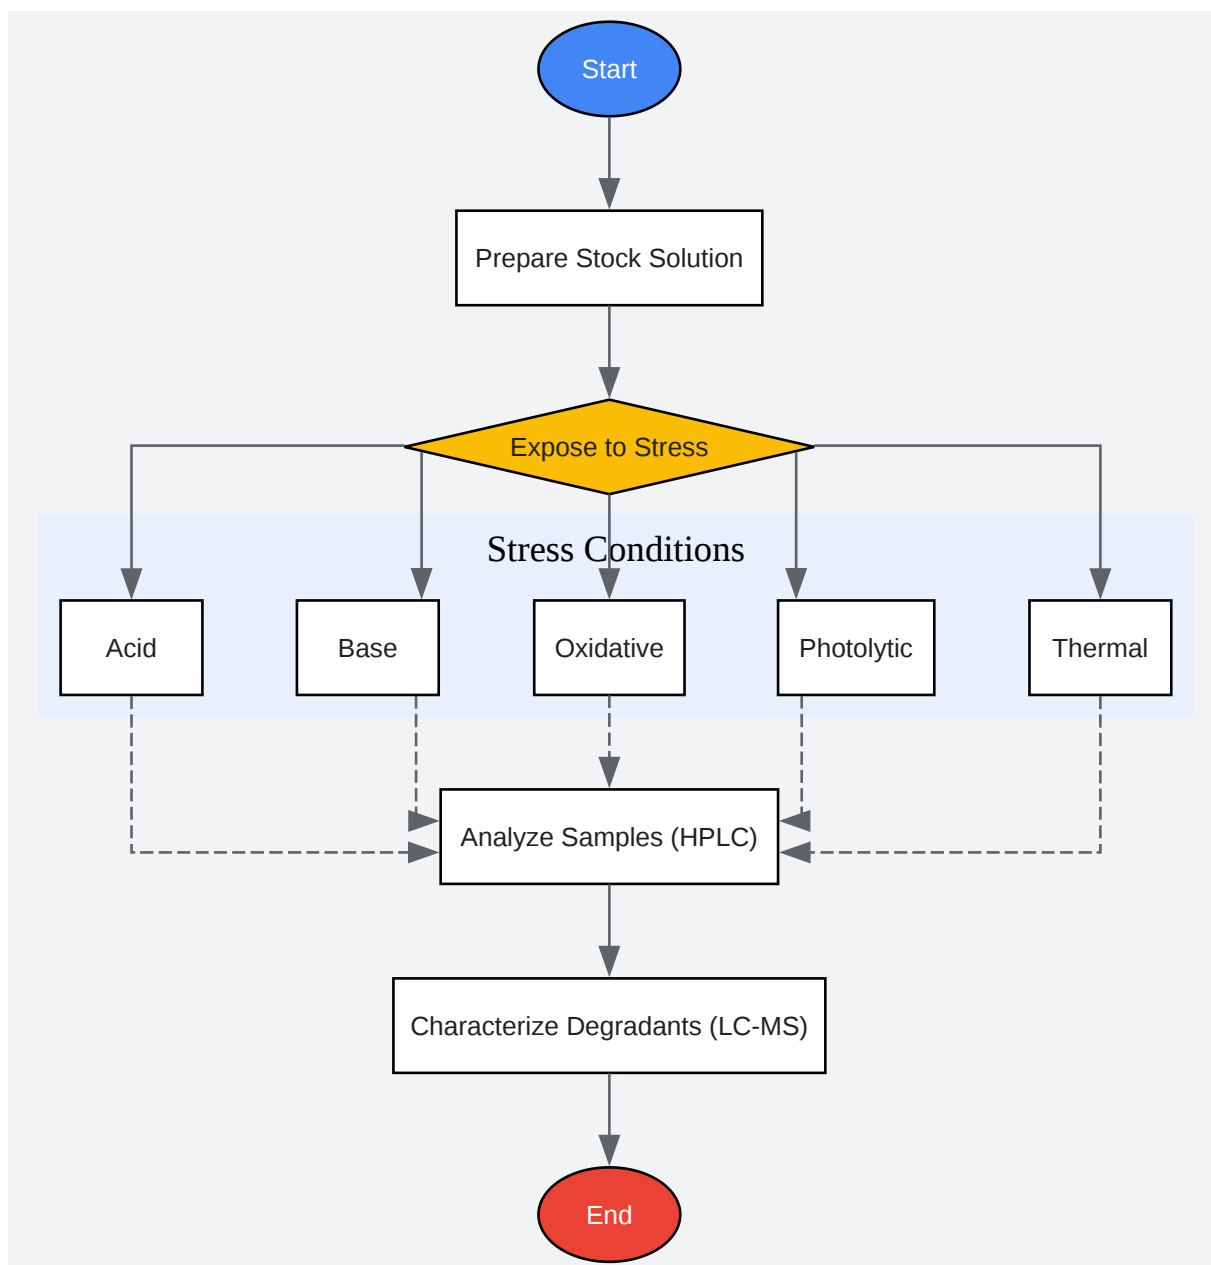 Start
Prepare Stock Solution
Expose to Stress
Stress Conditions
Acid
Base
Oxidative
Photolytic
Thermal
Analyze Samples (HPLC)
Characterize Degradants (LC-MS)
End